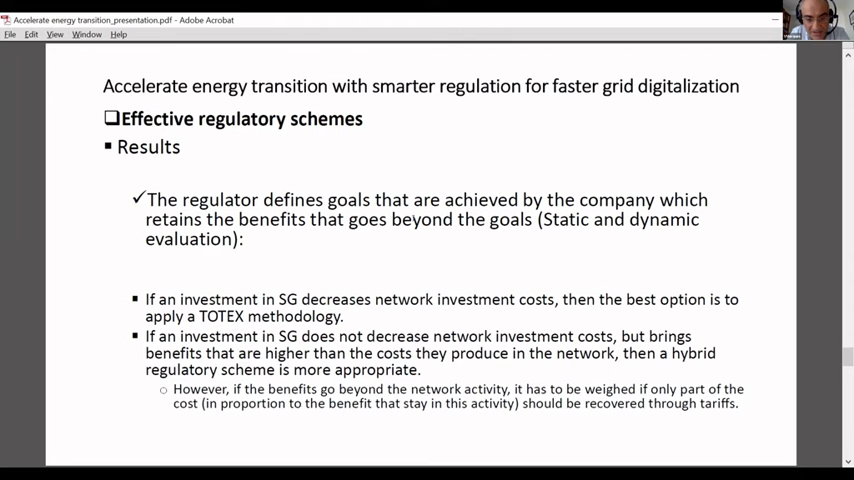 Accelerate energy transition_presentation.pdf - Adobe Acrobat
File Edit View Window Help
Accelerate energy transition with smarter regulation for faster grid digitalization
❑Effective regulatory schemes
▪ Results
✓The regulator defines goals that are achieved by the company which
retains the benefits that goes beyond the goals (Static and dynamic
evaluation):
▪ If an investment in SG decreases network investment costs, then the best option is to
apply a TOTEX methodology.
▪ If an investment in SG does not decrease network investment costs, but brings
benefits that are higher than the costs they produce in the network, then a hybrid
regulatory scheme is more appropriate.
○ However, if the benefits go beyond the network activity, it has to be weighed if only part of the
cost (in proportion to the benefit that stay in this activity) should be recovered through tariffs.